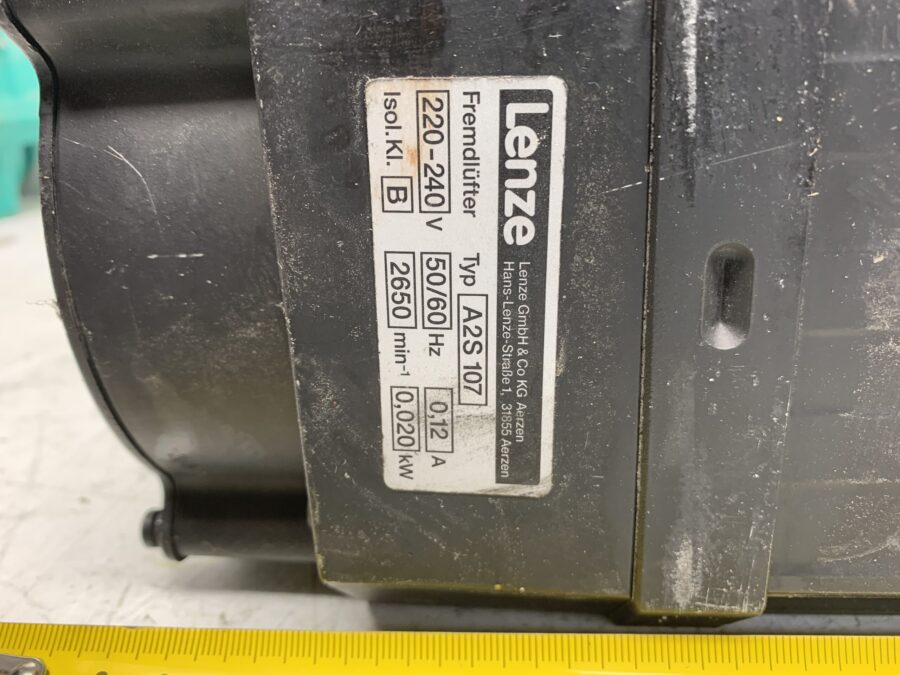 Lenze
Lenze GmbH & Co KG Aerzen
Hans-Lenze-Straße 1, 31855 Aerzen
Fremdlüfter Typ A2S 107
220-240 V 50/60 Hz 0,12 A
Isol.Kl. B 2650 min-1 0,020 kW